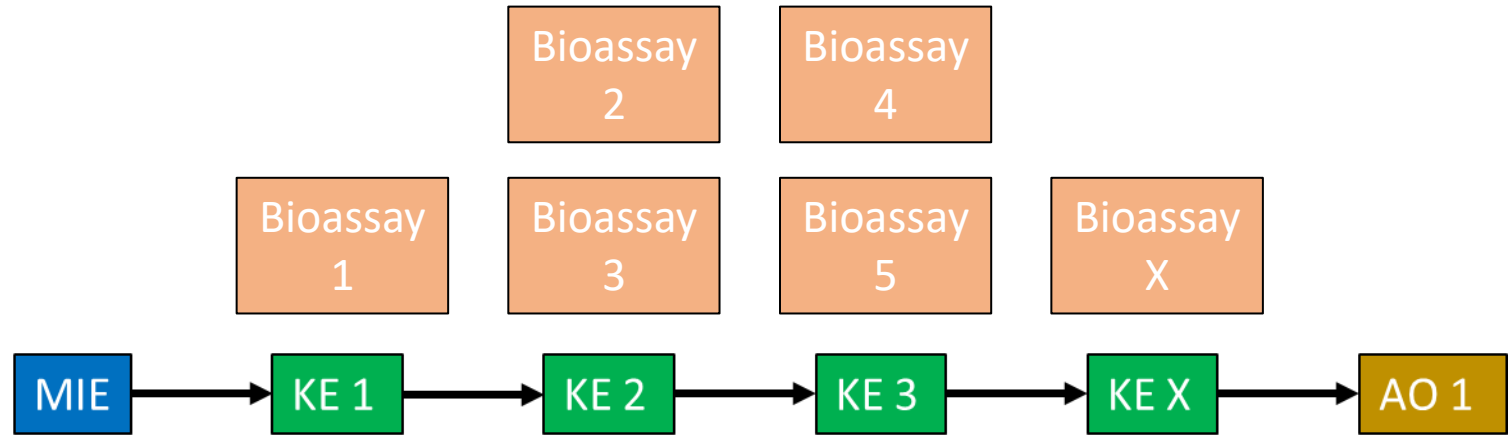 Bioassay
2
Bioassay
4
Bioassay
1
Bioassay
3
Bioassay
5
Bioassay
X
MIE
KE 1
KE 2
KE 3
KE X
AO 1